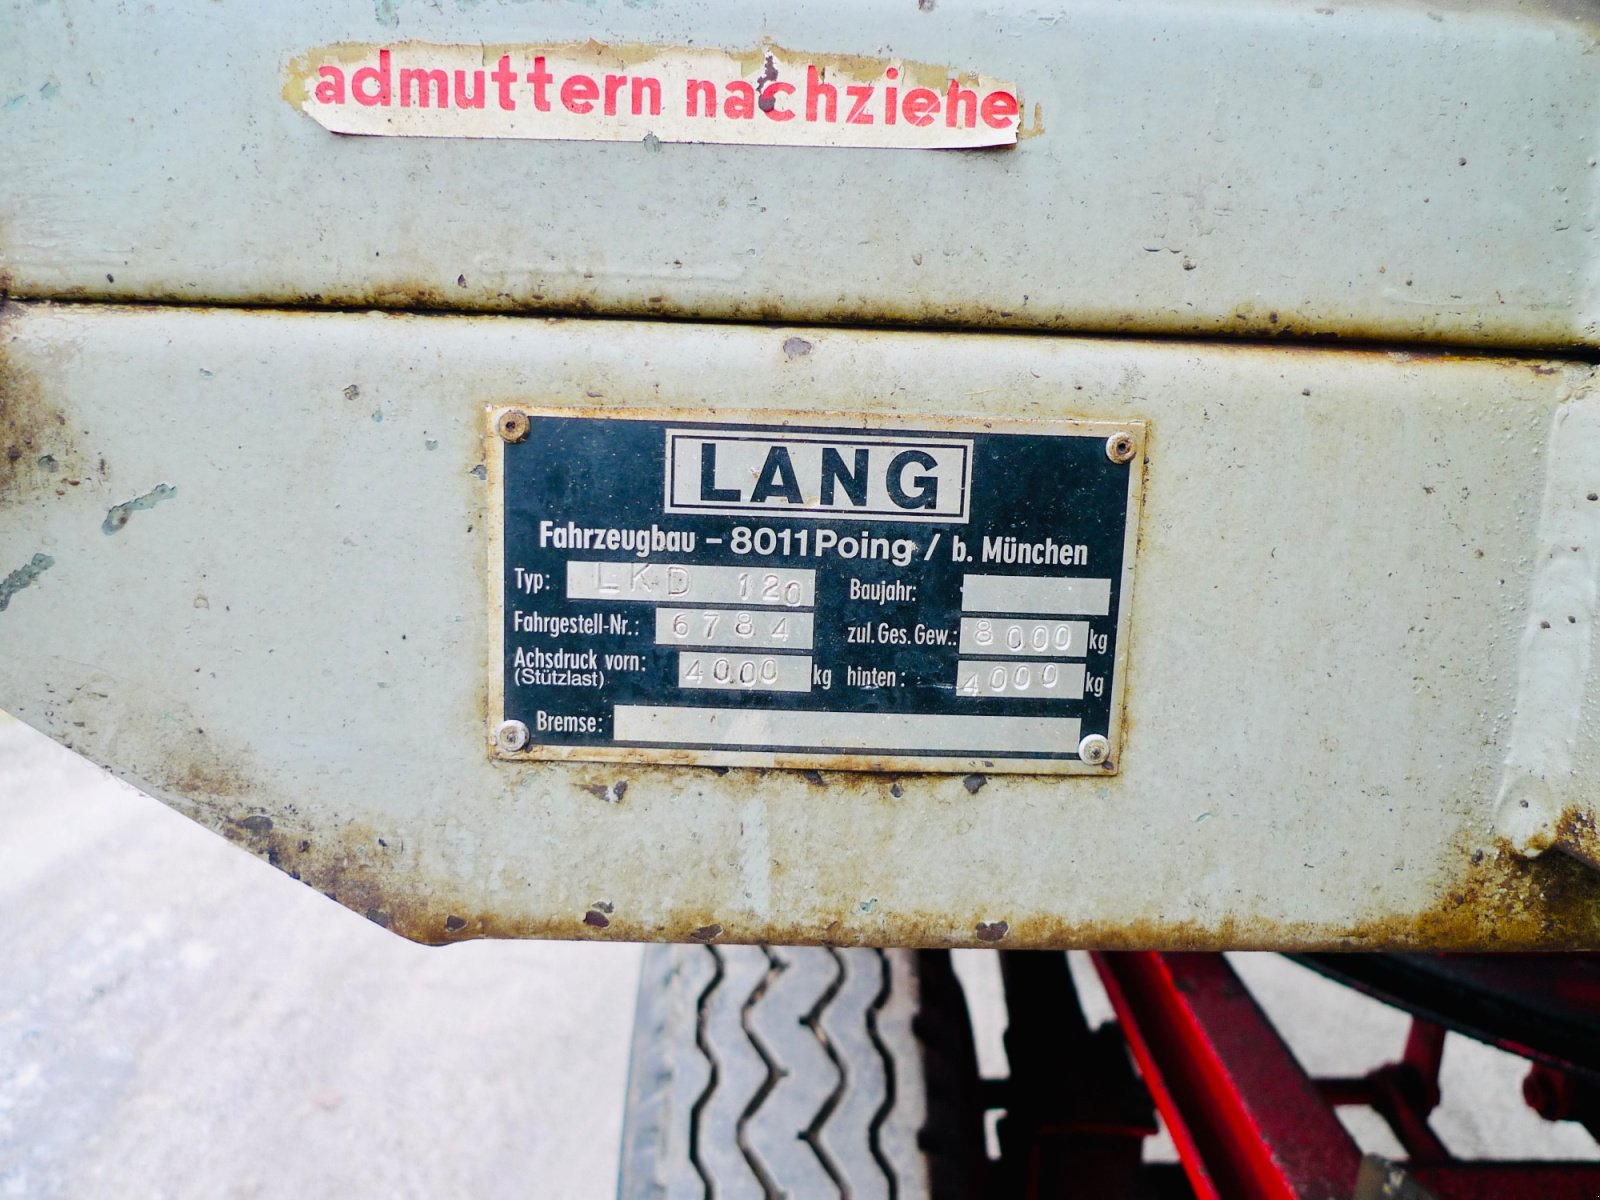 admuttern nachziehe
LANG
Fahrzeugbau - 8011 Poing / b. München
Typ: LKD 120 Baujahr:
Fahrgestell-Nr.: 6784 zul. Ges. Gew.: 8000 kg
Achsdruck vorn: 4000 kg hinten: 4000 kg
(Stützlast)
Bremse: